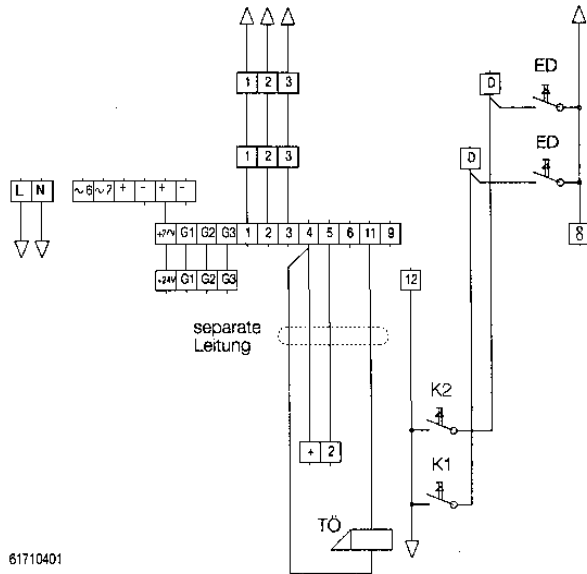 ED
D
1 2 3
ED
1 2 3
D
L N
~6 ~7 + - + -
G1 G2 G3 1 2 3 4 5 6 11 9
8
+24V G1 G2 G3
12
separate
Leitung
K2
+ 2
K1
TÖ
61710401